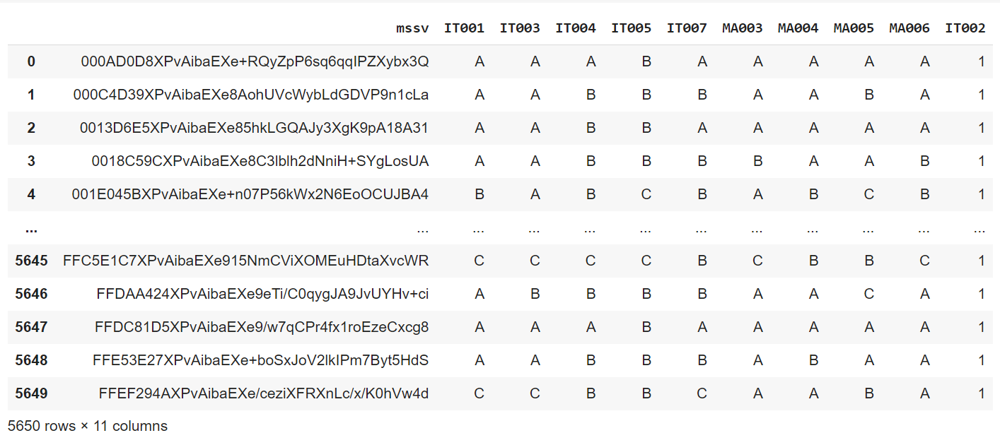 mssv IT001 IT003 IT004 IT005 IT007 MA003 MA004 MA005 MA006 IT002
0 000AD0D8XPvAibaEXe+RQyZpP6sq6qqIPZXybx3Q A A A B A A A A A 1
1 000C4D39XPvAibaEXe8AohUVcWybLdGDVP9n1cLa A A B B B A A B A 1
2 0013D6E5XPvAibaEXe85hkLGQAJy3XgK9pA18A31 A A B B A A A A A 1
3 0018C59CXPvAibaEXe8C3lblh2dNniH+SYgLosUA A A B B B B A A B 1
4 001E045BXPvAibaEXe+n07P56kWx2N6EoOCUJBA4 B A B C B A B C B 1
... ... ... ... ... ... ... ... ... ... ... ...
5645 FFC5E1C7XPvAibaEXe915NmCViXOMEuHDtaXvcWR C C C C B C B B C 1
5646 FFDAA424XPvAibaEXe9eTi/C0qygJA9JvUYHv+ci A B B B B A A C A 1
5647 FFDC81D5XPvAibaEXe9/w7qCPr4fx1roEzeCxcg8 A A A B A A A A A 1
5648 FFE53E27XPvAibaEXe+boSxJoV2lkIPm7Byt5HdS A A B B B A B A A 1
5649 FFEF294AXPvAibaEXe/ceziXFRXnLc/x/K0hVw4d C C B B C A A B A 1
5650 rows × 11 columns